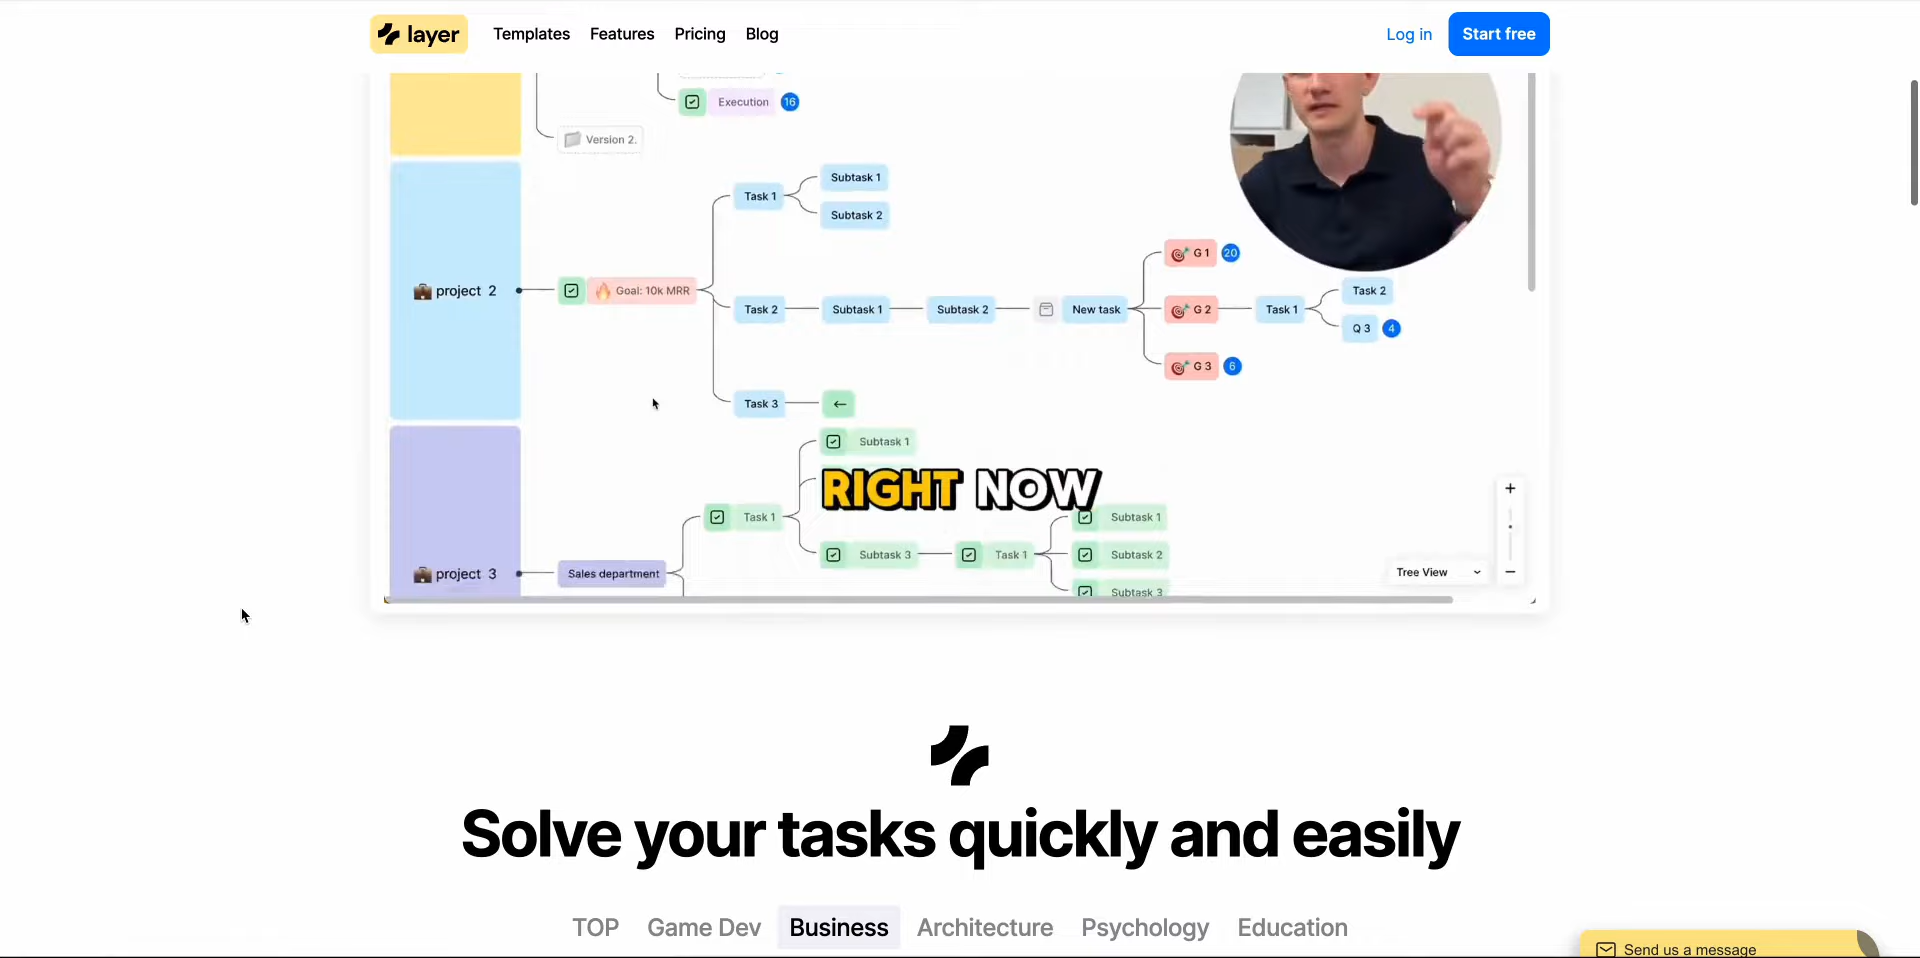 layer Templates Features Pricing Blog Log in Start free
Execution 16
Version 2.
Subtask 1
Task 1
Subtask 2
G 1 20
project 2
Goal: 10k MRR
Task 2
Subtask 1
Subtask 2
New task
G 2
Task 1
Task 2
Q 3 4
G 3 6
Task 3
←
Subtask 1
RIGHT NOW
Task 1
Subtask 1
Subtask 3
Task 1
Subtask 2
project 3
Sales department
Subtask 3
Tree View
+
−
Solve your tasks quickly and easily
TOP Game Dev Business Architecture Psychology Education
Send us a message